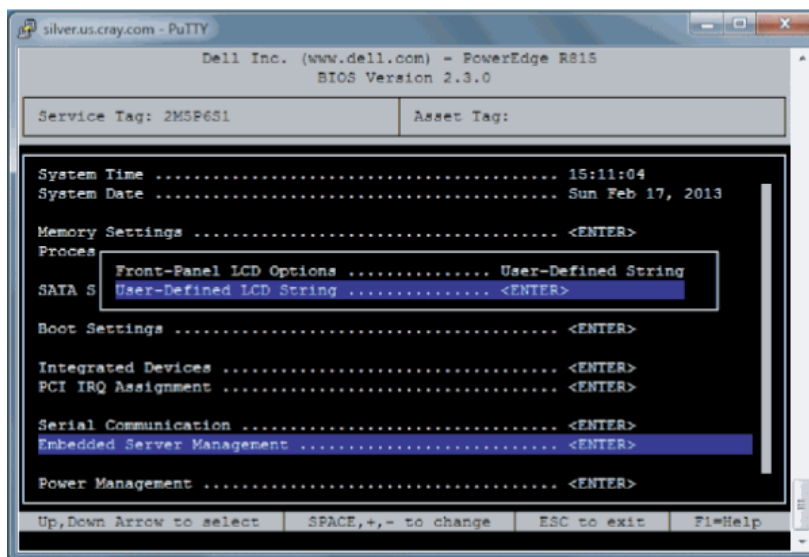 silver.us.cray.com - PuTTY
Dell Inc. (www.dell.com) - PowerEdge R815
BIOS Version 2.3.0
Service Tag: 2M5P6S1 Asset Tag:
System Time .......................................... 15:11:04
System Date .......................................... Sun Feb 17, 2013
Memory Settings ...................................... <ENTER>
Proces
Front-Panel LCD Options ............... User-Defined String
SATA S User-Defined LCD String ............... <ENTER>
Boot Settings ........................................ <ENTER>
Integrated Devices ................................... <ENTER>
PCI IRQ Assignment ................................... <ENTER>
Serial Communication ................................. <ENTER>
Embedded Server Management ........................... <ENTER>
Power Management ..................................... <ENTER>
Up,Down Arrow to select SPACE,+,- to change ESC to exit F1=Help